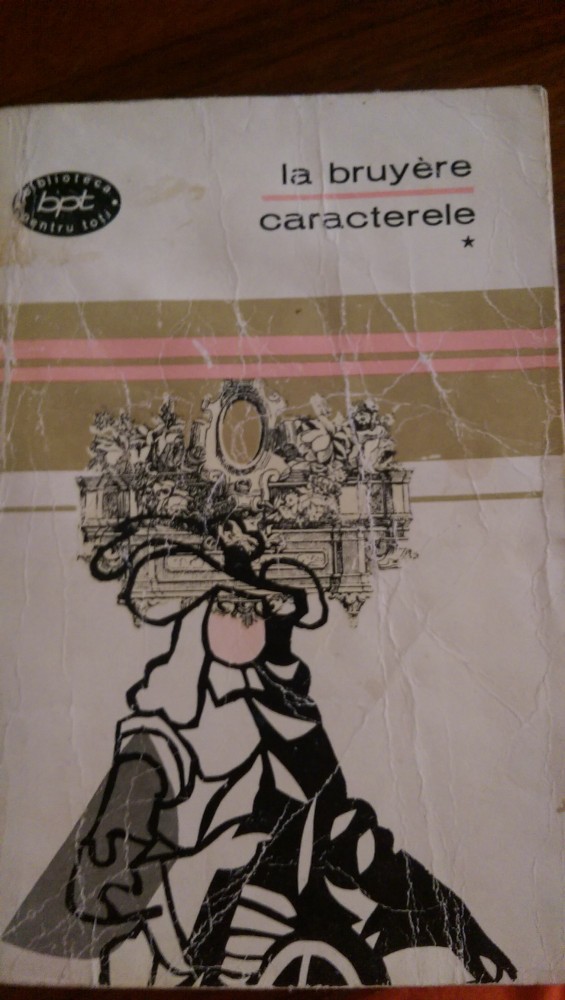 la bruyère
caracterele
*
Biblioteca
bpt
pentru toti